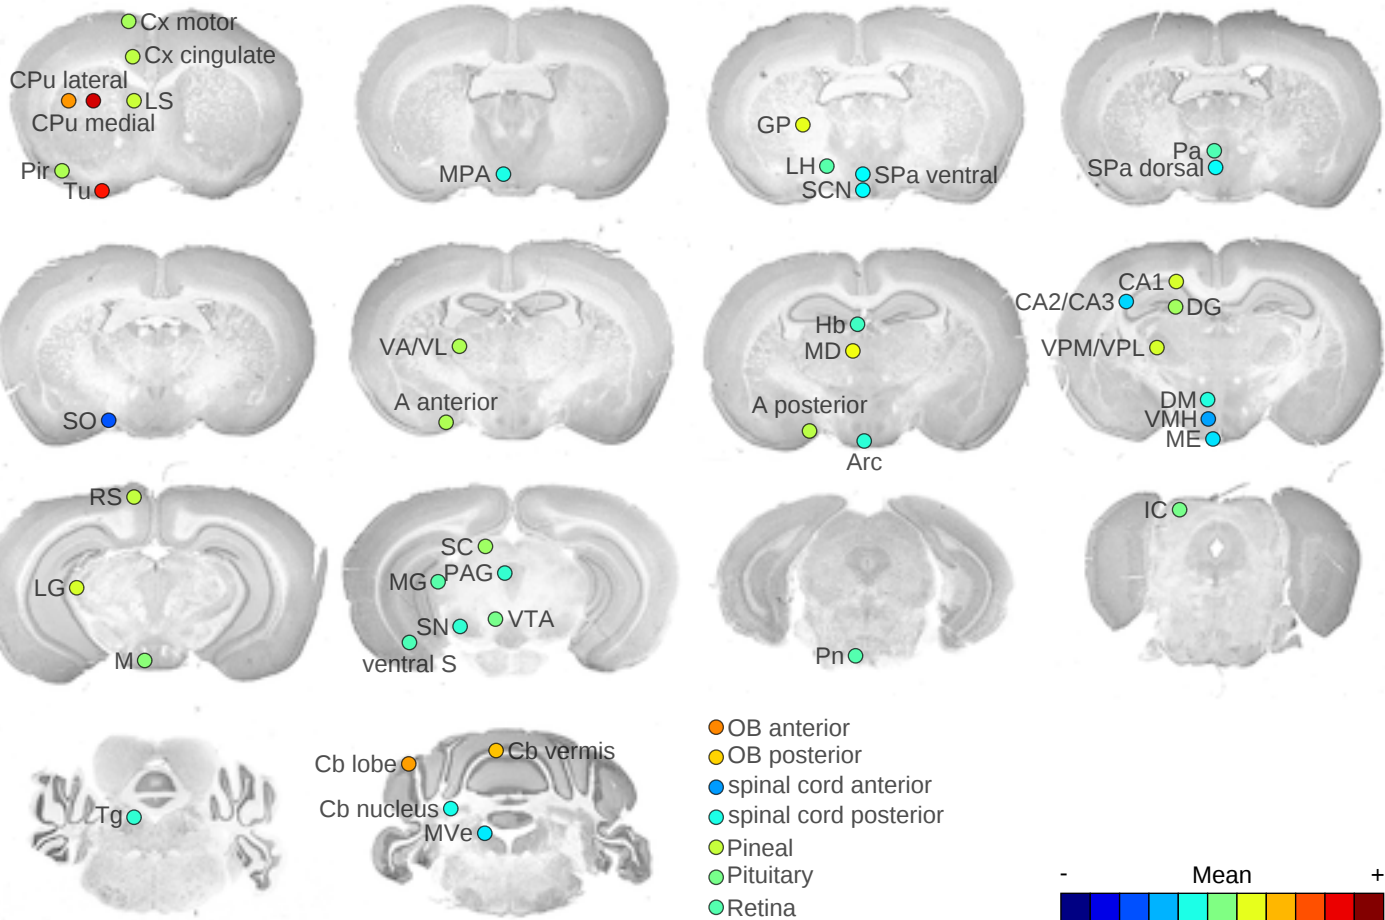 Cx motor
Cx cingulate
CPu lateral
LS
CPu medial
Pir
Tu
MPA
GP
LH
SPa ventral
SCN
Pa
SPa dorsal
SO
VA/VL
A anterior
Hb
MD
A posterior
Arc
CA1
CA2/CA3
DG
VPM/VPL
DM
VMH
ME
RS
LG
M
SC
PAG
MG
VTA
SN
ventral S
Pn
IC
Tg
Cb vermis
Cb lobe
Cb nucleus
MVe
OB anterior
OB posterior
spinal cord anterior
spinal cord posterior
Pineal
Pituitary
Retina
- Mean +